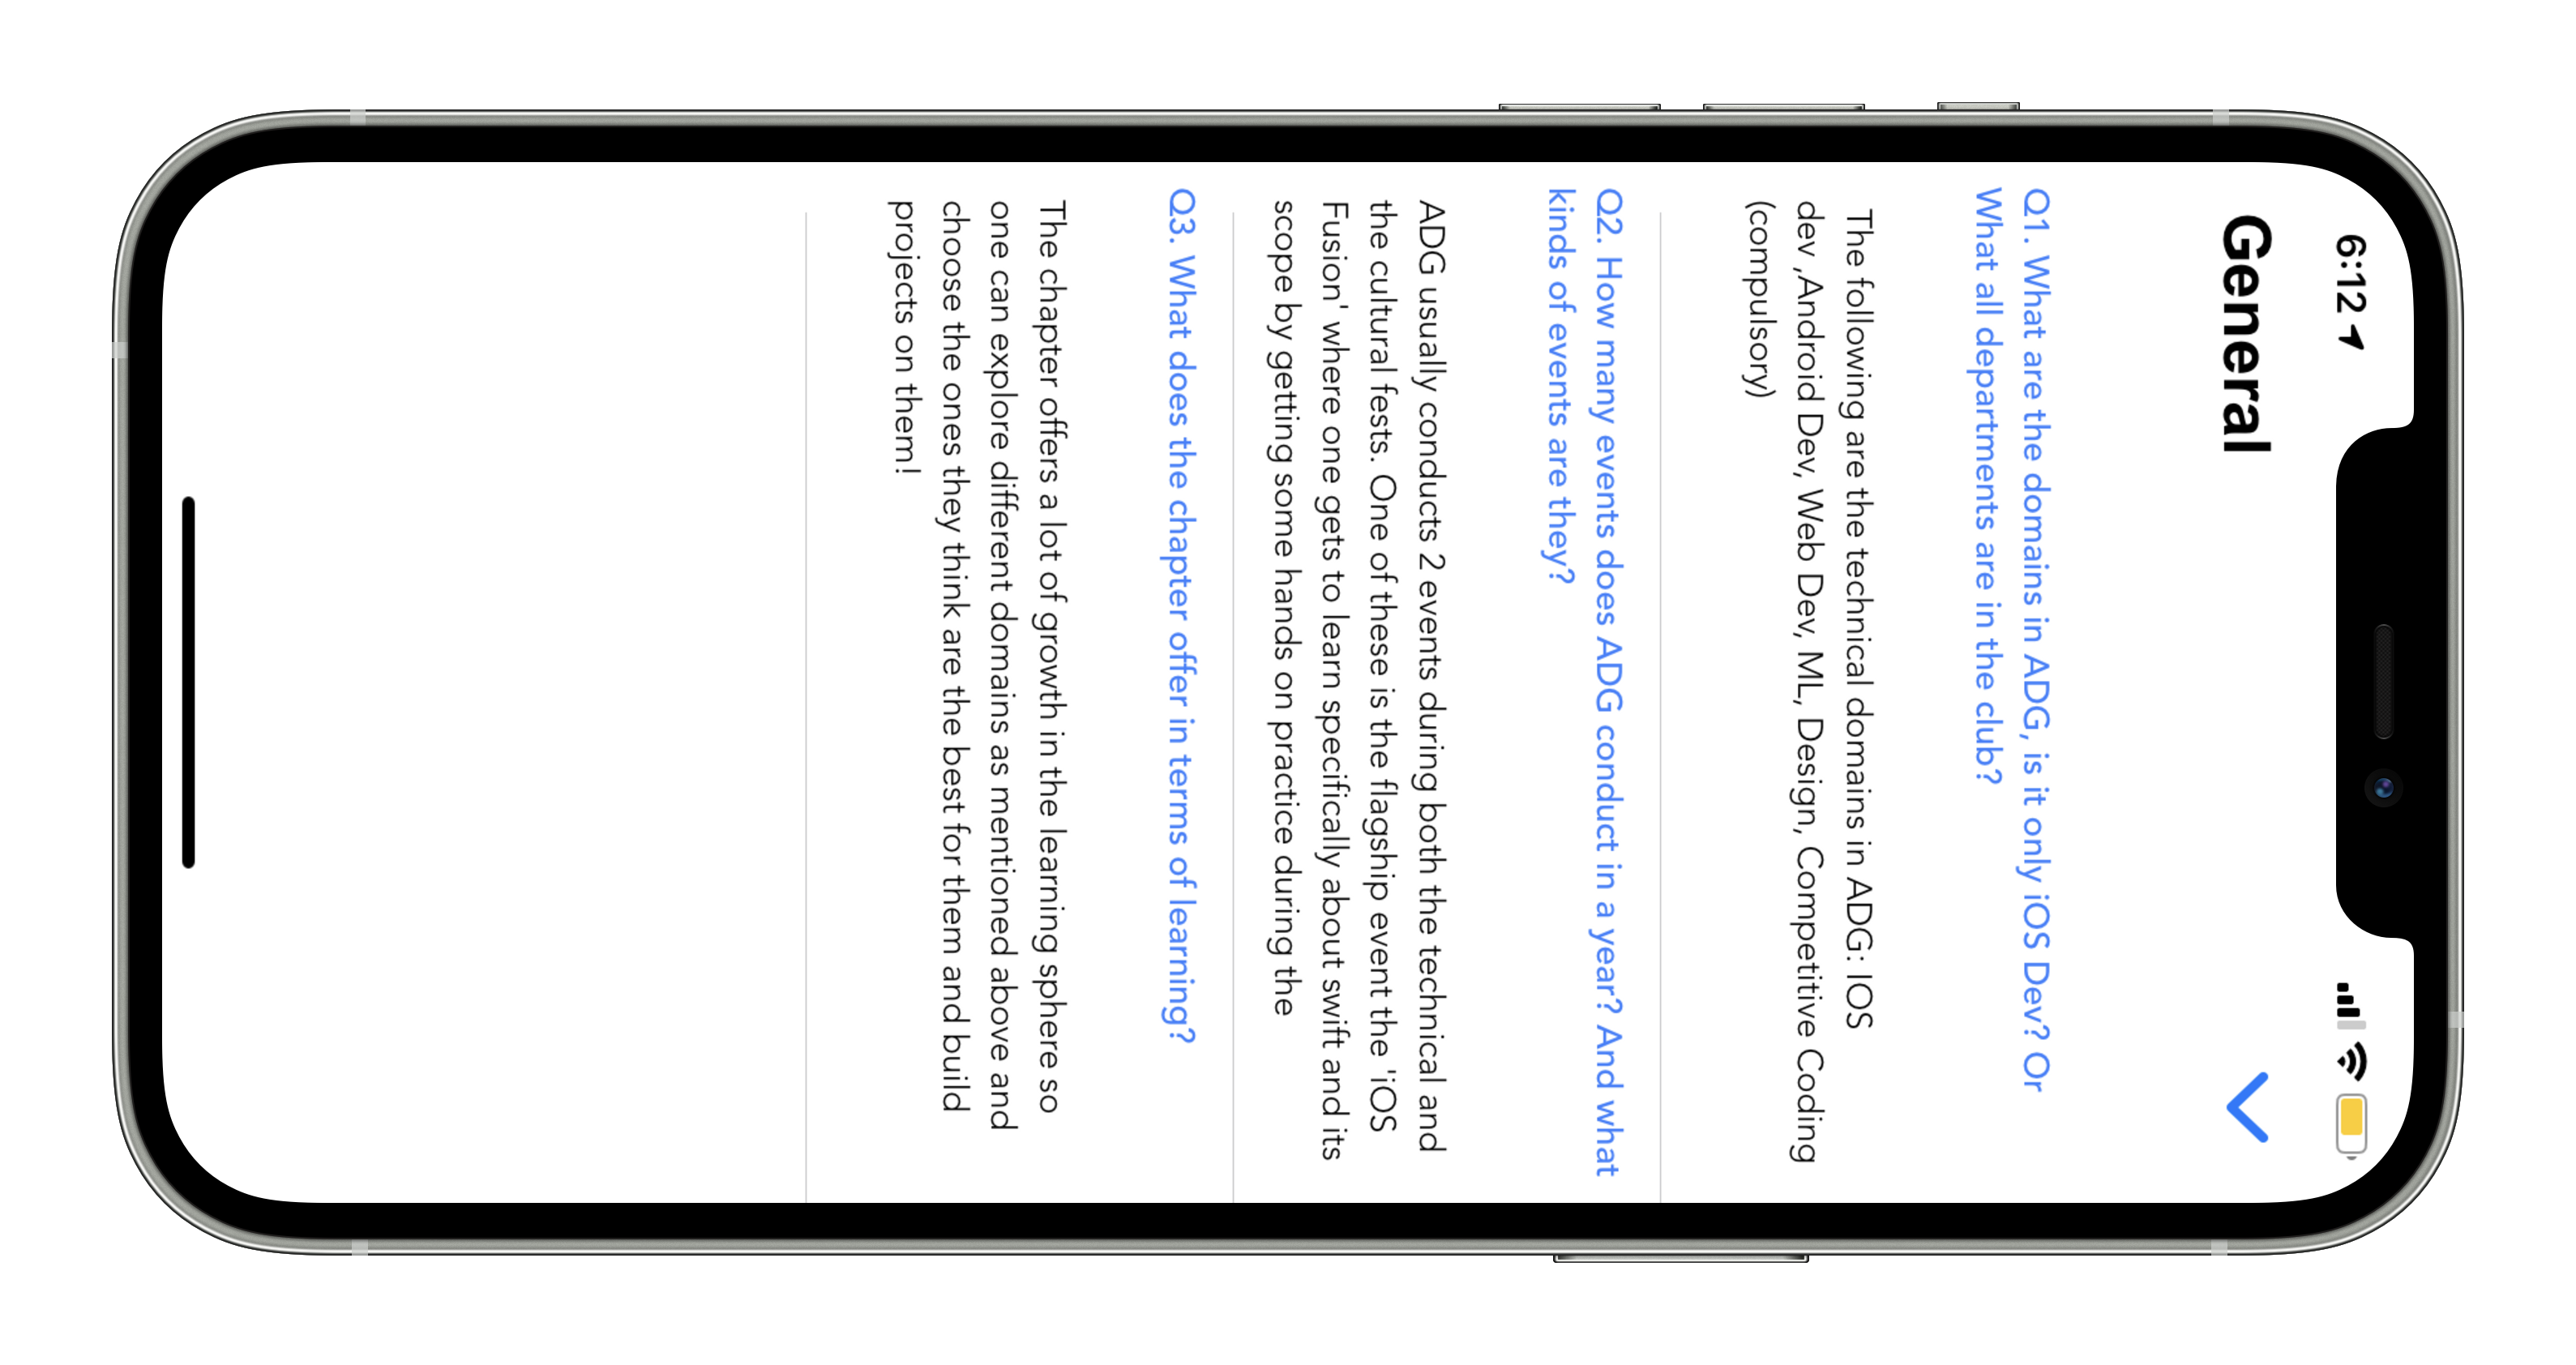 6:12
General
Q1. What are the domains in ADG, is it only iOS Dev? Or
What all departments are in the club?
The following are the technical domains in ADG: IOS
dev ,Android Dev, Web Dev, ML, Design, Competitive Coding
(compulsory)
Q2. How many events does ADG conduct in a year? And what
kinds of events are they?
ADG usually conducts 2 events during both the technical and
the cultural fests. One of these is the flagship event the 'iOS
Fusion' where one gets to learn specifically about swift and its
scope by getting some hands on practice during the
Q3. What does the chapter offer in terms of learning?
The chapter offers a lot of growth in the learning sphere so
one can explore different domains as mentioned above and
choose the ones they think are the best for them and build
projects on them!